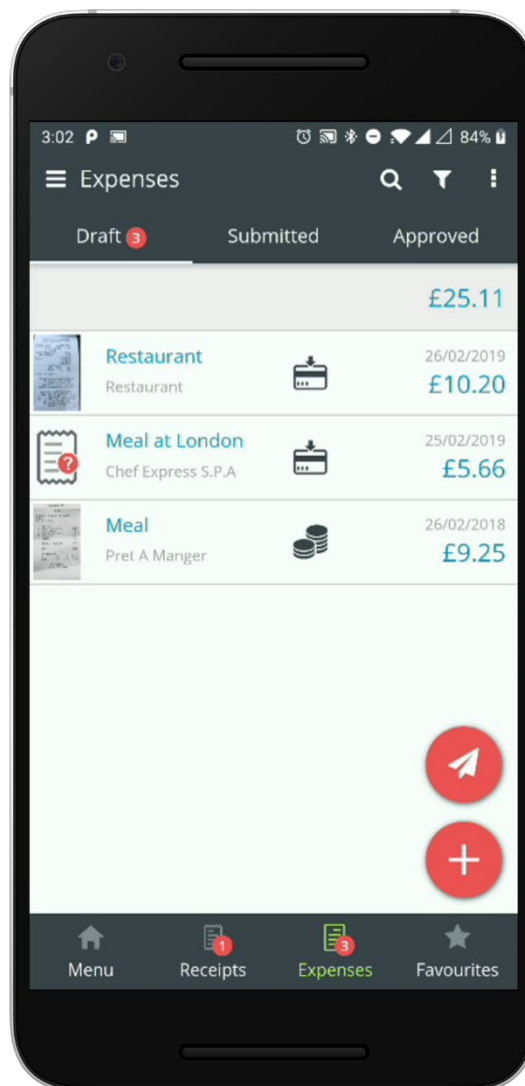 3:02 84%
Expenses
Draft 3 Submitted Approved
£25.11
Restaurant 26/02/2019
Restaurant £10.20
Meal at London 25/02/2019
? Chef Express S.P.A £5.66
Meal 26/02/2018
Pret A Manger £9.25
1 3
Menu Receipts Expenses Favourites